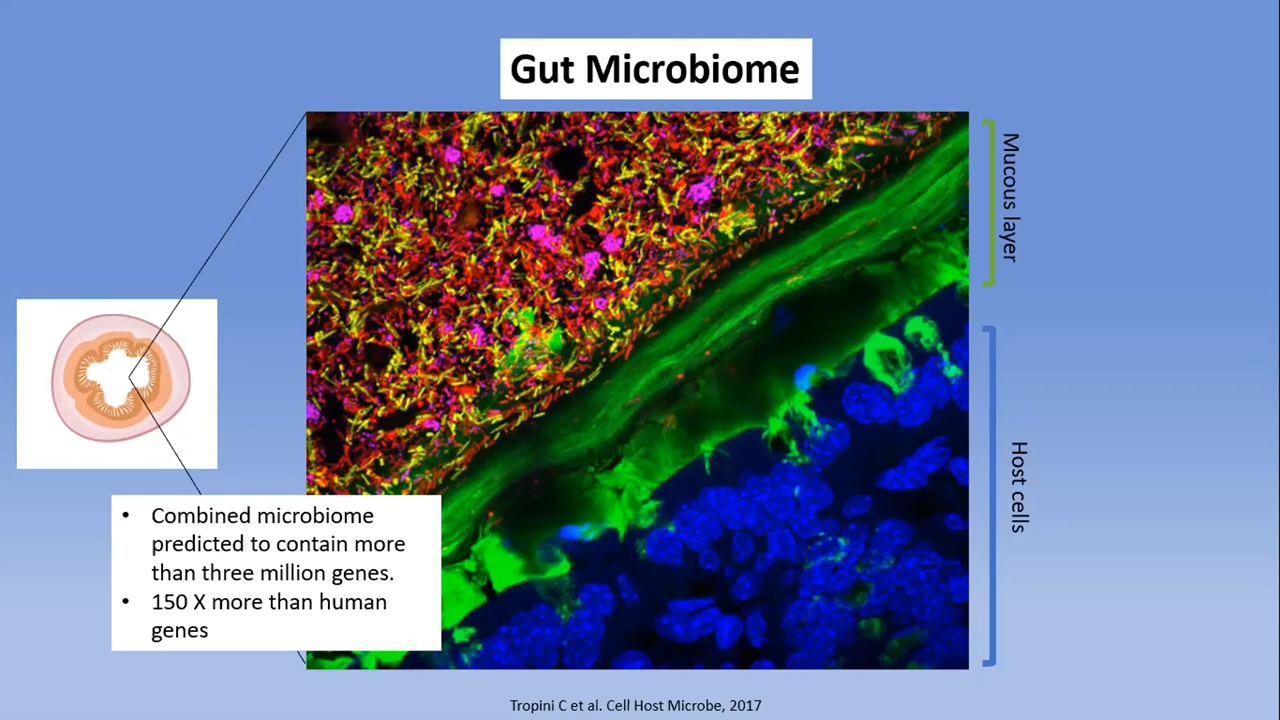 Gut Microbiome
Mucous layer
Host cells
• Combined microbiome
predicted to contain more
than three million genes.
• 150 X more than human
genes
Tropini C et al. Cell Host Microbe, 2017